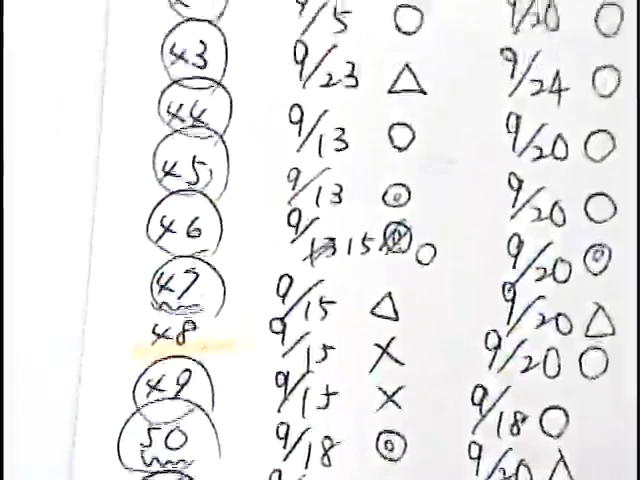 9/5 ○ 9/20 ○
43 9/23 △ 9/24 ○
44 9/13 ○ 9/20 ○
45 9/13 ◎ 9/20 ○
46 9/15 ○ 9/20 ◎
47 9/15 △ 9/20 △
48 9/15 × 9/20 ○
49 9/15 × 9/18 ○
50 9/18 ◎ 9/20 △